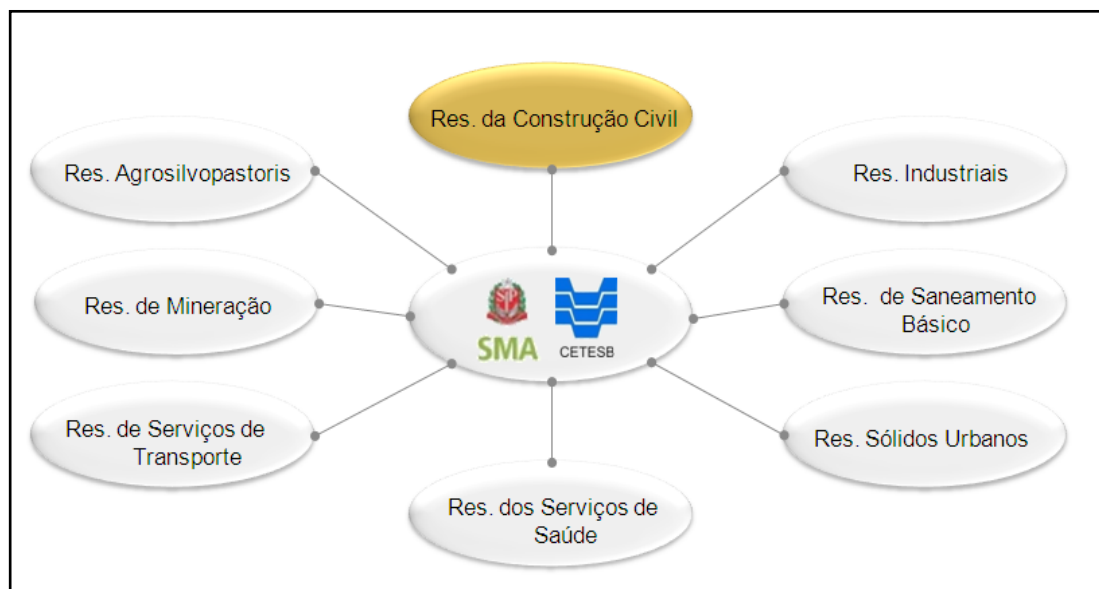 Res. da Construção Civil
Res. Agrosilvopastoris
Res. Industriais
Res. de Mineração
SMA
CETESB
Res. de Saneamento
Básico
Res. de Serviços de
Transporte
Res. Sólidos Urbanos
Res. dos Serviços de
Saúde